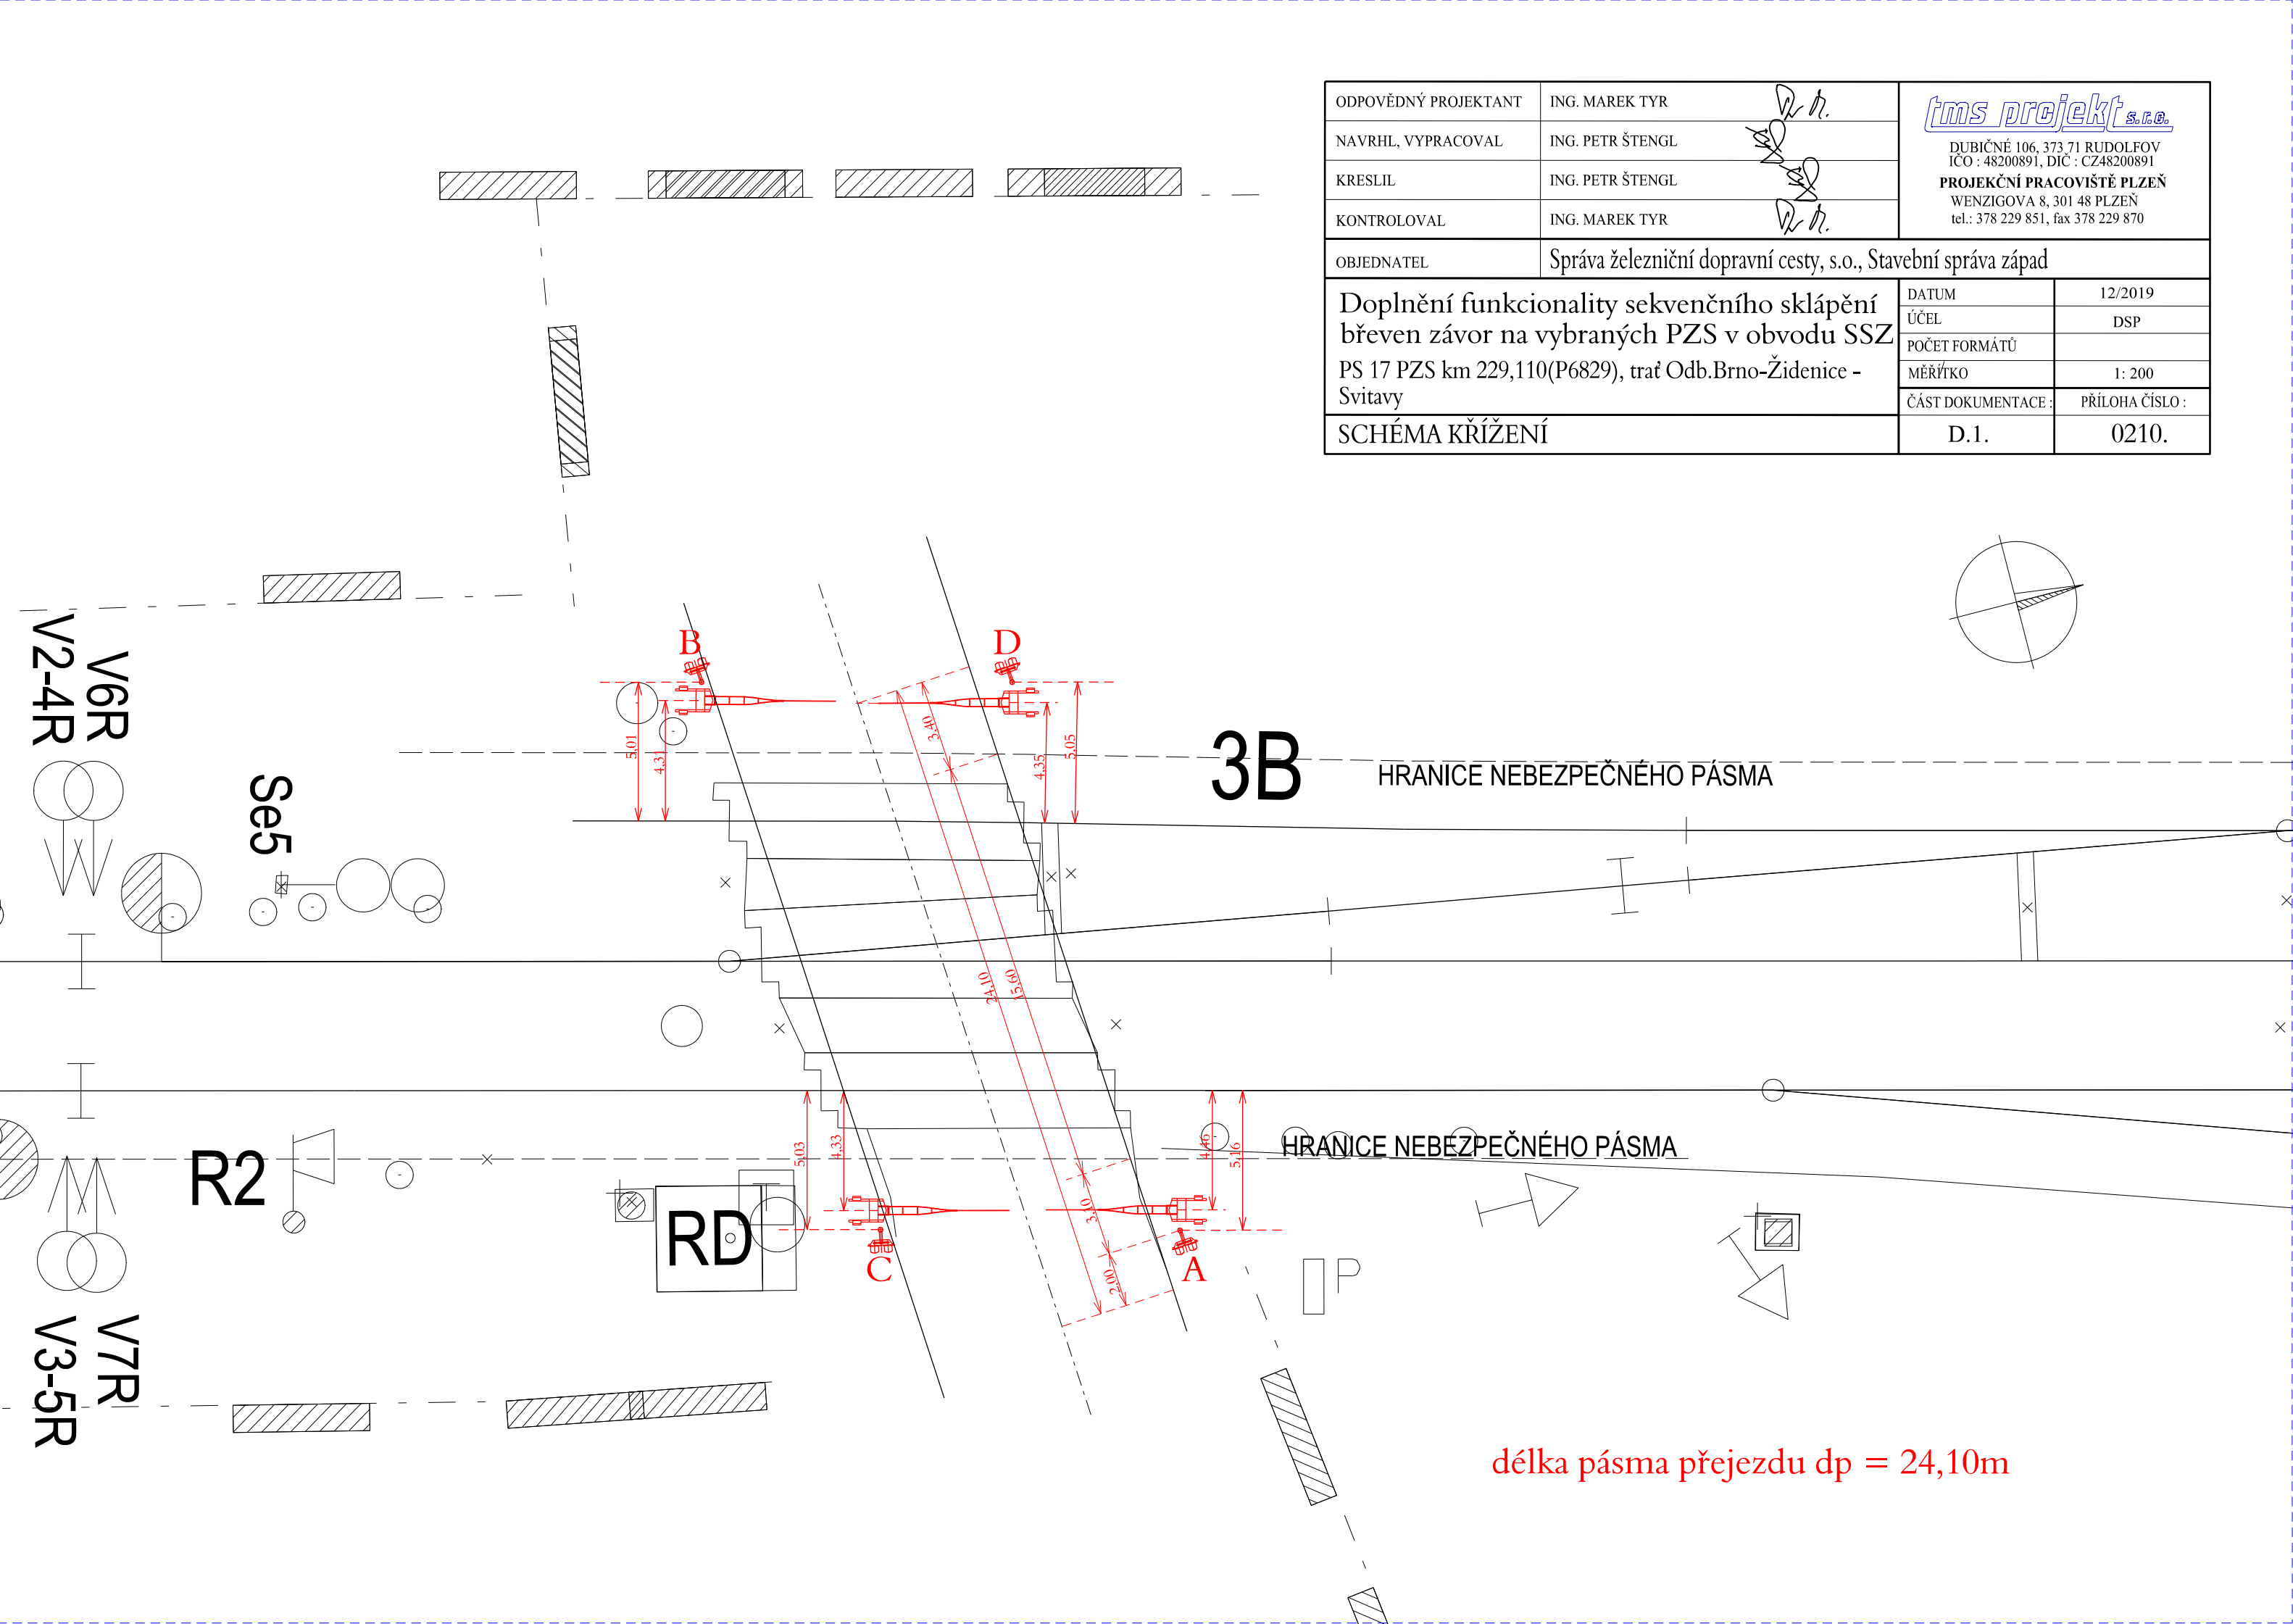 ODPOVĚDNÝ PROJEKTANT ING. MAREK TYR
NAVRHL, VYPRACOVAL ING. PETR ŠTENGL
KRESLIL ING. PETR ŠTENGL
KONTROLOVAL ING. MAREK TYR
tms projekt s.r.o.
DUBIČNÉ 106, 373 71 RUDOLFOV
IČO : 48200891, DIČ : CZ48200891
PROJEKČNÍ PRACOVIŠTĚ PLZEŇ
WENZIGOVA 8, 301 48 PLZEŇ
tel.: 378 229 851, fax 378 229 870
OBJEDNATEL Správa železniční dopravní cesty, s.o., Stavební správa západ
Doplnění funkcionality sekvenčního sklápění
břeven závor na vybraných PZS v obvodu SSZ
PS 17 PZS km 229,110(P6829), trať Odb.Brno-Židenice -
Svitavy
SCHÉMA KŘÍŽENÍ
DATUM 12/2019
ÚČEL DSP
POČET FORMÁTŮ
MĚŘÍTKO 1: 200
ČÁST DOKUMENTACE : PŘÍLOHA ČÍSLO :
D.1. 0210.
V6R
V2-4R
Se5
B
D
5,01
4,31
3,40
4,35
5,05
3B
HRANICE NEBEZPEČNÉHO PÁSMA
24,10
15,60
R2
RD
5,03
4,33
4,46
5,16
HRANICE NEBEZPEČNÉHO PÁSMA
3,10
2,00
C
A
P
V7R
V3-5R
délka pásma přejezdu dp = 24,10m